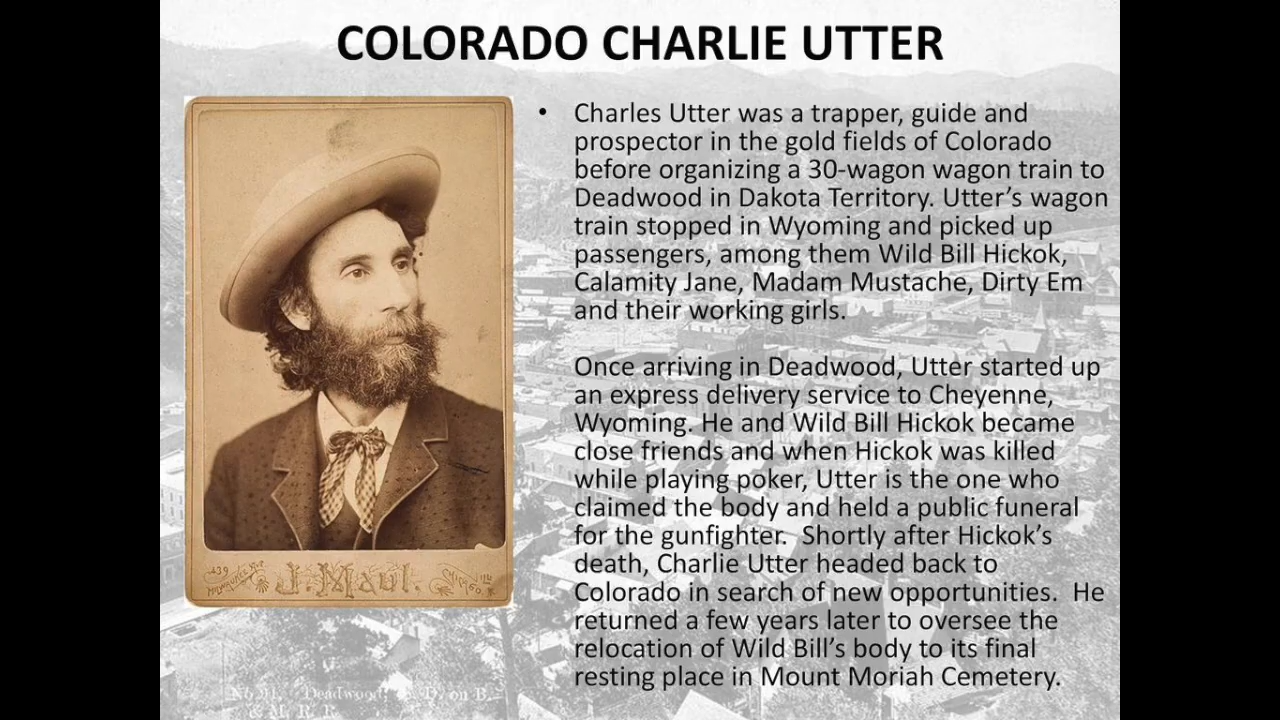 COLORADO CHARLIE UTTER
• Charles Utter was a trapper, guide and
prospector in the gold fields of Colorado
before organizing a 30-wagon wagon train to
Deadwood in Dakota Territory. Utter’s wagon
train stopped in Wyoming and picked up
passengers, among them Wild Bill Hickok,
Calamity Jane, Madam Mustache, Dirty Em
and their working girls.
Once arriving in Deadwood, Utter started up
an express delivery service to Cheyenne,
Wyoming. He and Wild Bill Hickok became
close friends and when Hickok was killed
while playing poker, Utter is the one who
claimed the body and held a public funeral
for the gunfighter.  Shortly after Hickok’s
death, Charlie Utter headed back to
Colorado in search of new opportunities.  He
returned a few years later to oversee the
relocation of Wild Bill’s body to its final
resting place in Mount Moriah Cemetery.
J. Maul.
CHICAGO,
Deadwood,
D. on B.
& M. R. R.